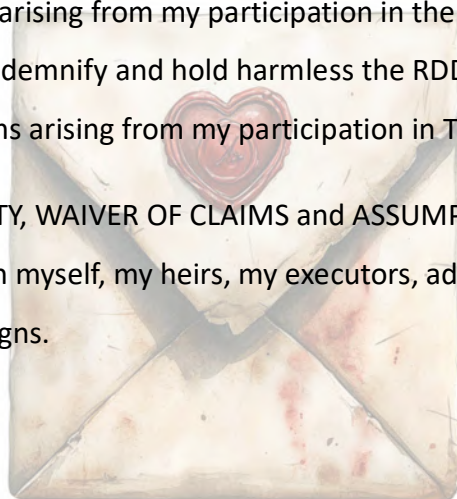 arising from my participation in the
demnify and hold harmless the RDD
ns arising from my participation in T
TY, WAIVER OF CLAIMS and ASSUMP
n myself, my heirs, my executors, ad
gns.